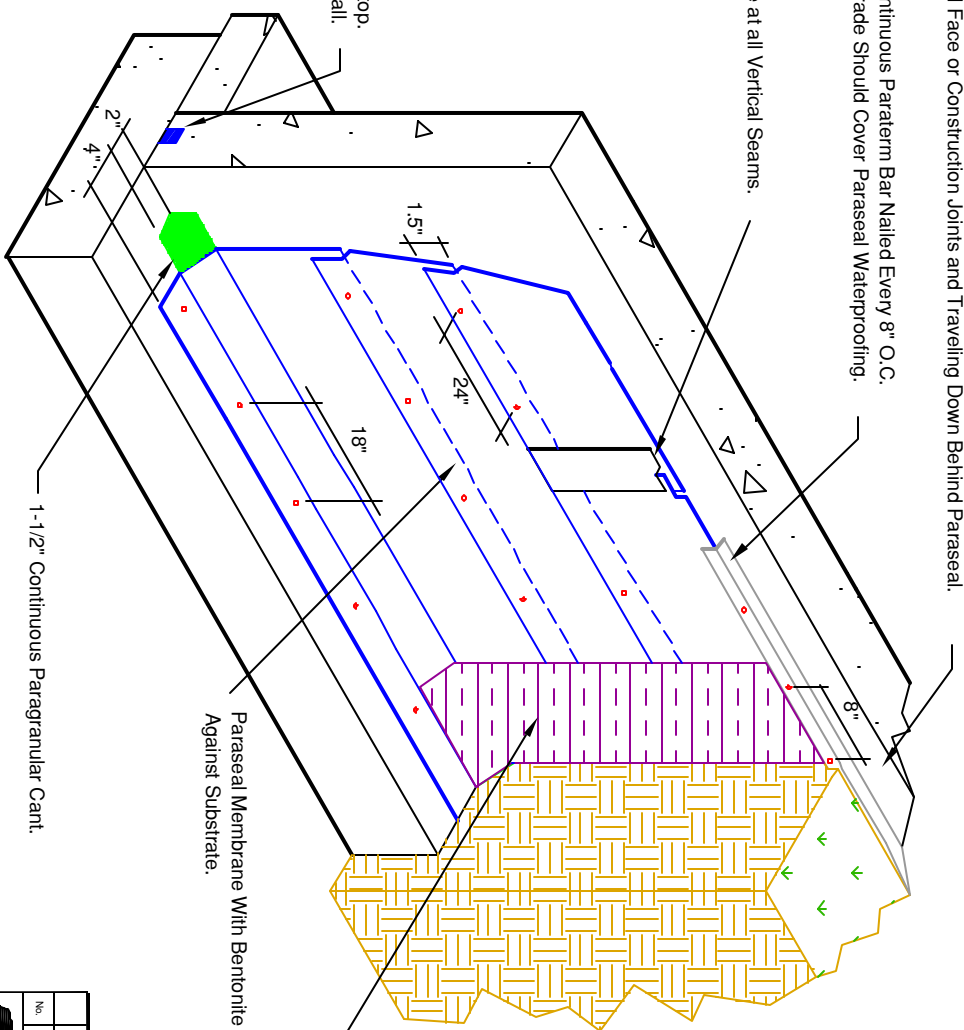 l Face or Construction Joints and Traveling Down Behind Paraseal.
ntinuous Paraterm Bar Nailed Every 8" O.C.
rade Should Cover Paraseal Waterproofing.
e at all Vertical Seams.
top.
all.
2"
4"
1.5"
24"
18"
8"
1-1/2" Continuous Paragranular Cant.
Paraseal Membrane With Bentonite
Against Substrate.
No.